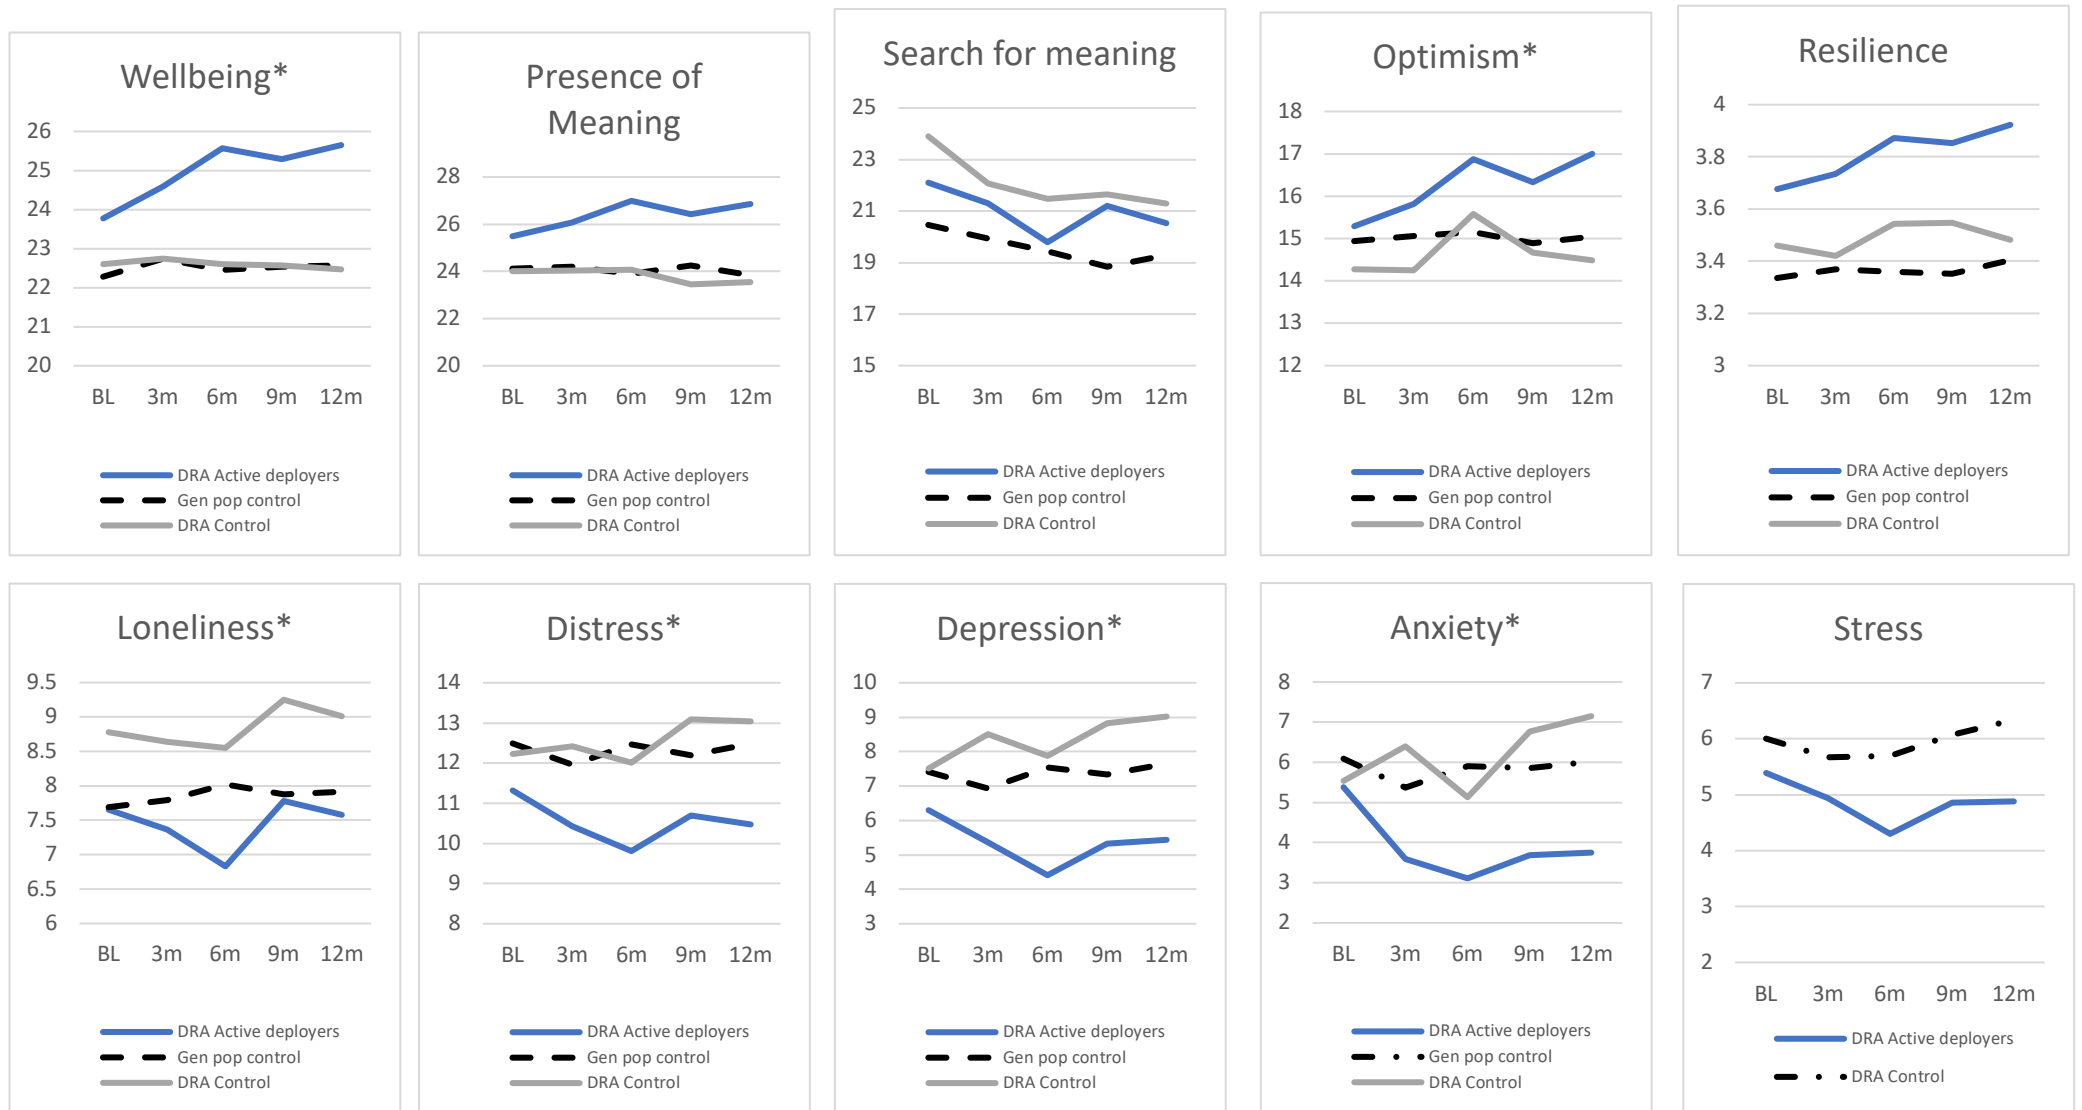 Wellbeing*
26
25
24
23
22
21
20
BL 3m 6m 9m 12m
DRA Active deployers
Gen pop control
DRA Control
Presence of
Meaning
28
26
24
22
20
BL 3m 6m 9m 12m
DRA Active deployers
Gen pop control
DRA Control
Search for meaning
25
23
21
19
17
15
BL 3m 6m 9m 12m
DRA Active deployers
Gen pop control
DRA Control
Optimism*
18
17
16
15
14
13
12
BL 3m 6m 9m 12m
DRA Active deployers
Gen pop control
DRA Control
Resilience
4
3.8
3.6
3.4
3.2
3
BL 3m 6m 9m 12m
DRA Active deployers
Gen pop control
DRA Control
Loneliness*
9.5
9
8.5
8
7.5
7
6.5
6
BL 3m 6m 9m 12m
DRA Active deployers
Gen pop control
DRA Control
Distress*
14
13
12
11
10
9
8
BL 3m 6m 9m 12m
DRA Active deployers
Gen pop control
DRA Control
Depression*
10
9
8
7
6
5
4
3
BL 3m 6m 9m 12m
DRA Active deployers
Gen pop control
DRA Control
Anxiety*
8
7
6
5
4
3
2
BL 3m 6m 9m 12m
DRA Active deployers
Gen pop control
DRA Control
Stress
7
6
5
4
3
2
BL 3m 6m 9m 12m
DRA Active deployers
DRA Control